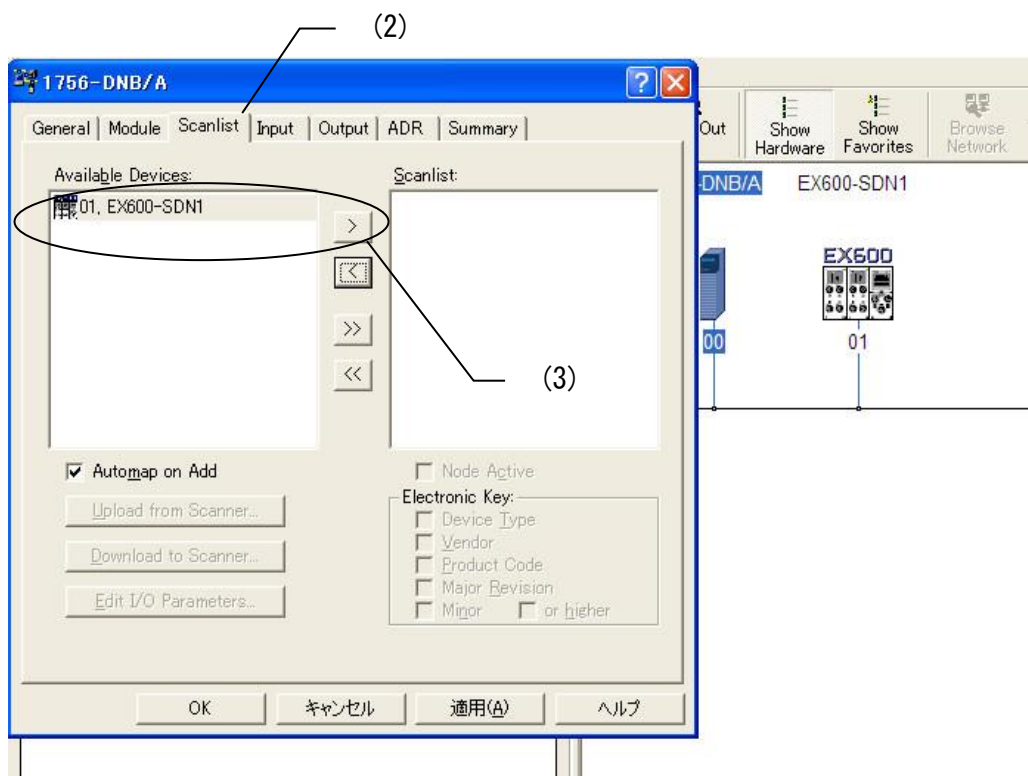 (2)
1756-DNB/A
General Module Scanlist Input Output ADR Summary
Available Devices:
Scanlist:
01, EX600-SDN1
>
<
>>
<<
(3)
Automap on Add
Upload from Scanner...
Download to Scanner...
Edit I/O Parameters...
Node Active
Electronic Key:
Device Type
Vendor
Product Code
Major Revision
Minor or higher
OK キャンセル 適用(A) ヘルプ
Out
Show Hardware
Show Favorites
Browse Network
-DNB/A EX600-SDN1
EX600
00 01